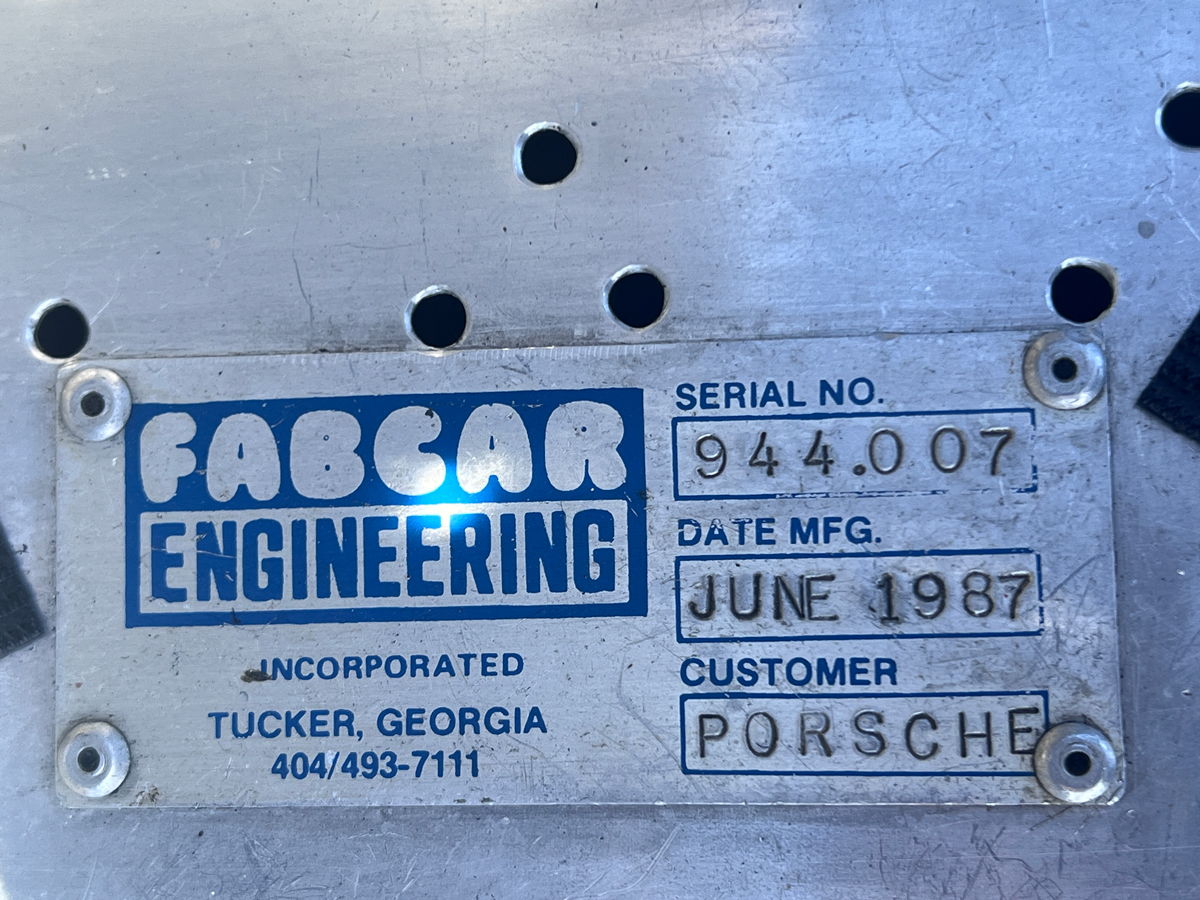 FABCAR
ENGINEERING
INCORPORATED
TUCKER, GEORGIA
404/493-7111
SERIAL NO.
944.007
DATE MFG.
JUNE 1987
CUSTOMER
PORSCHE